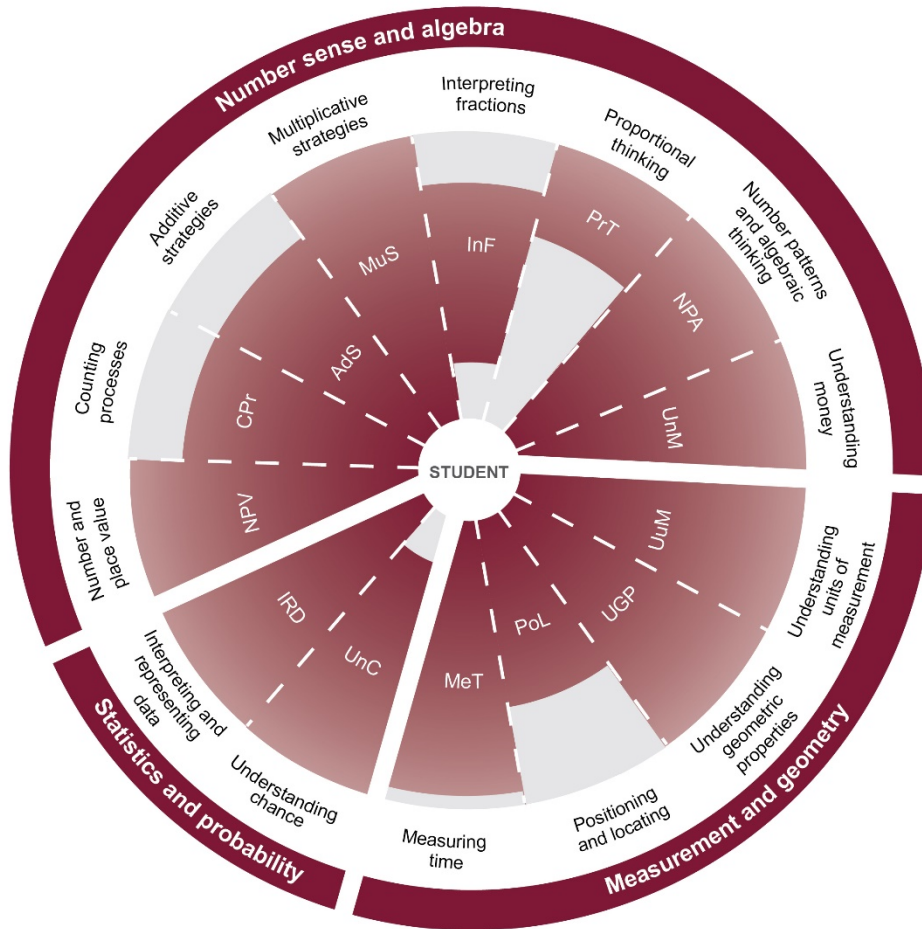 Number sense and algebra
Interpreting
fractions
Multiplicative
strategies
Proportional
thinking
Additive
strategies
Number patterns
and algebraic
thinking
Counting
processes
Understanding
money
Number and
place value
PrT
InF
MuS
NPA
AdS
CPr
UnM
STUDENT
NPV
UuM
IRD
PoL
UGP
UnC
MeT
Understanding
units of
measurement
Interpreting and
representing
data
Understanding
geometric
properties
Understanding
chance
Positioning
and locating
Measuring
time
Statistics and probability
Measurement and geometry